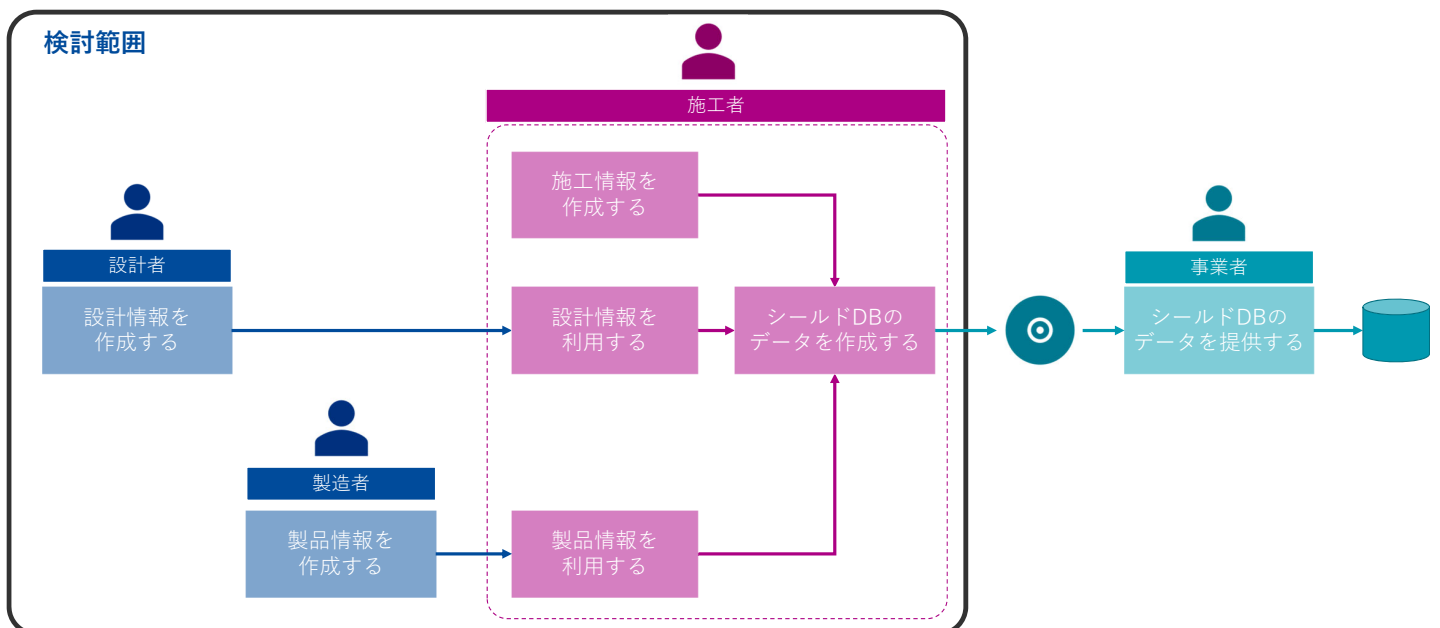 検討範囲
施工者
施工情報を
作成する
設計者
設計情報を
作成する
設計情報を
利用する
シールドDBの
データを作成する
事業者
シールドDBの
データを提供する
製造者
製品情報を
作成する
製品情報を
利用する